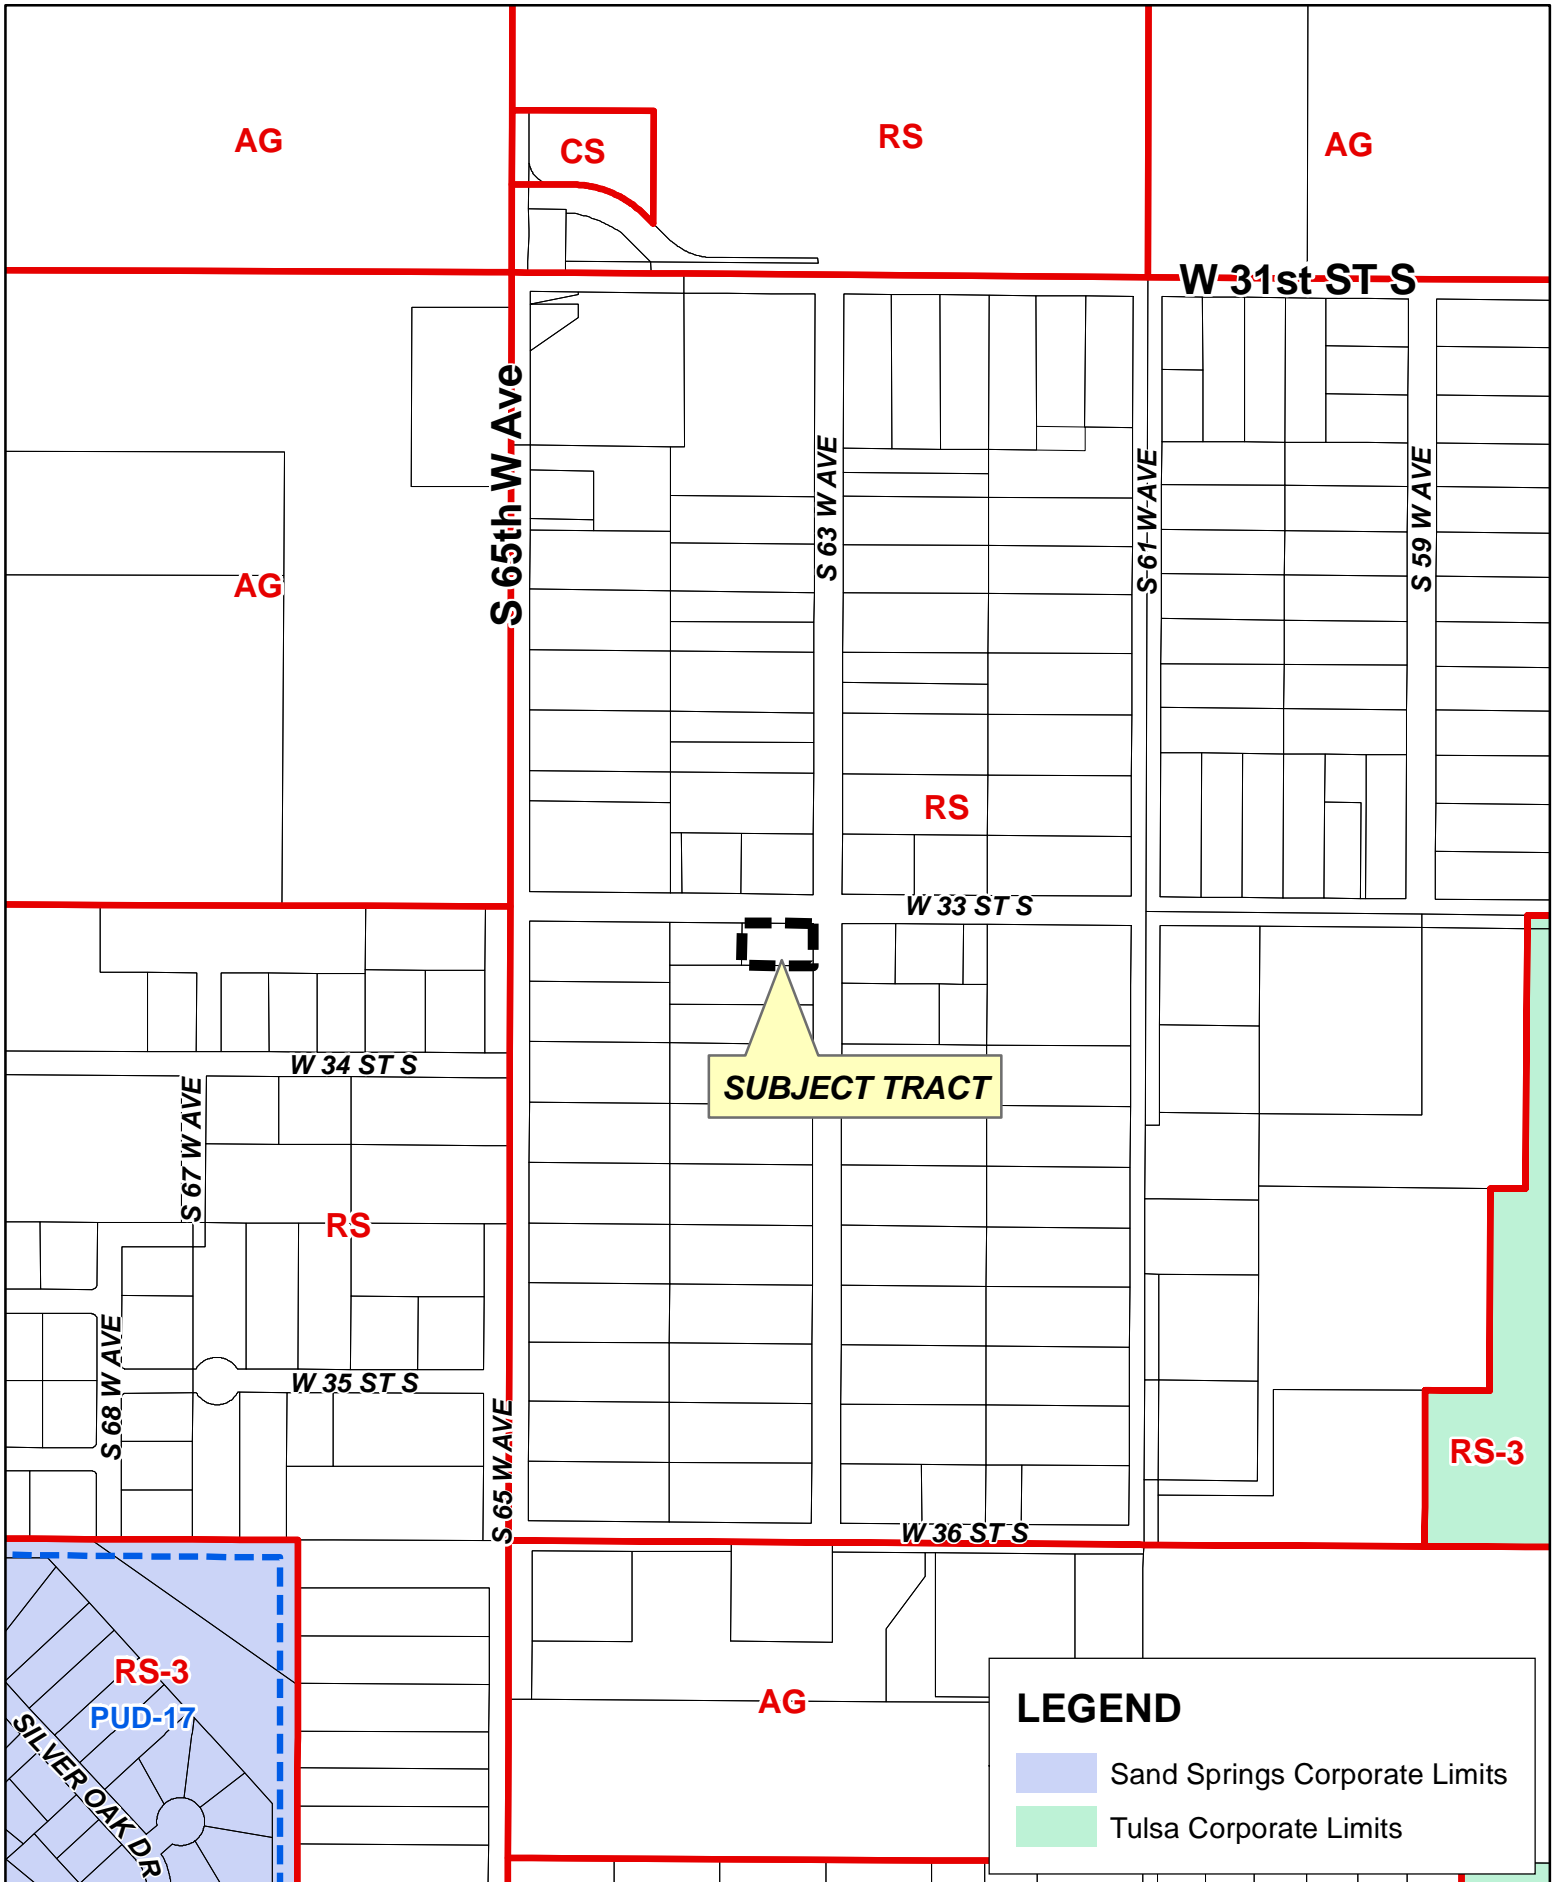 AG
CS
RS
AG
W 31st ST S
S 65th W Ave
S 63 W AVE
S 61 W AVE
S 59 W AVE
AG
RS
W 33 ST S
W 34 ST S
SUBJECT TRACT
S 67 W AVE
RS
S 68 W AVE
W 35 ST S
S 65 W AVE
RS-3
W 36 ST S
RS-3
PUD-17
SILVER OAK DR
AG
LEGEND
Sand Springs Corporate Limits
Tulsa Corporate Limits